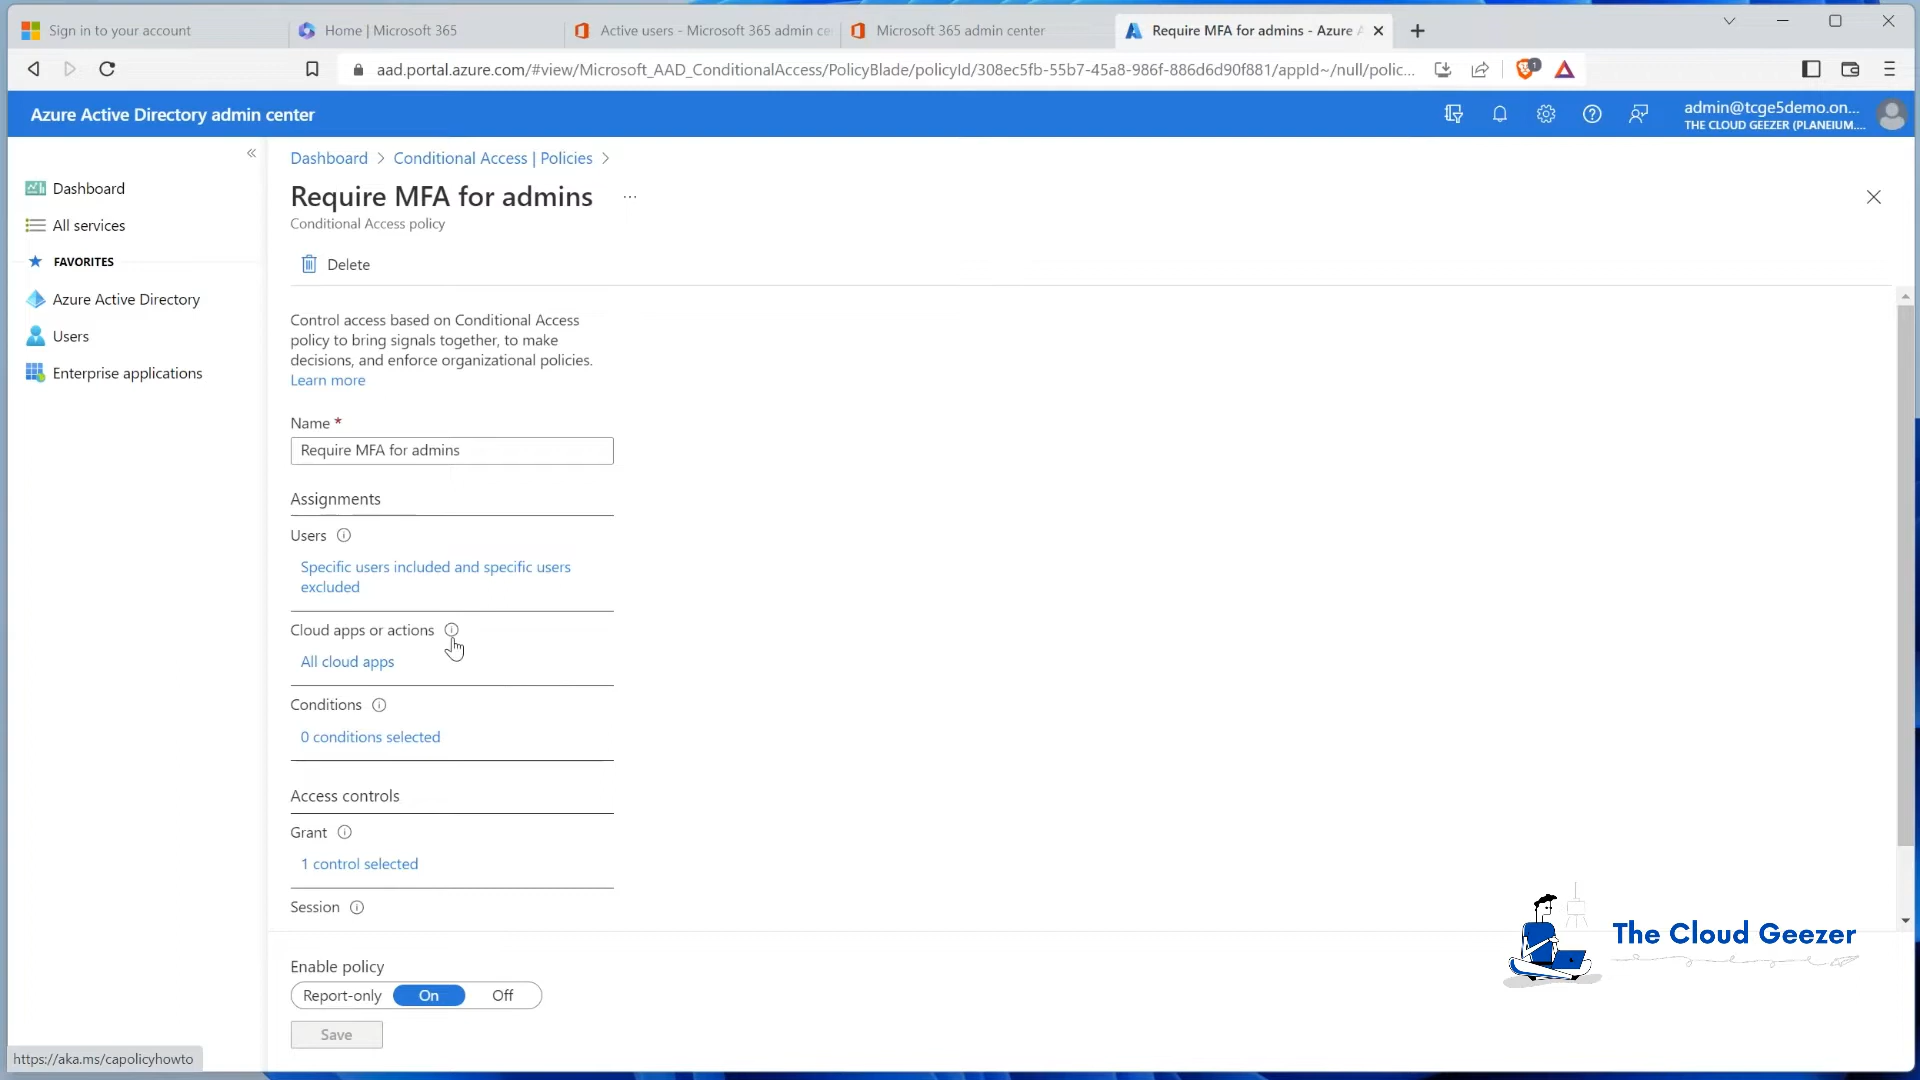 Sign in to your account
Home | Microsoft 365
Active users - Microsoft 365 admin ce
Microsoft 365 admin center
Require MFA for admins - Azure A
aad.portal.azure.com/#view/Microsoft_AAD_ConditionalAccess/PolicyBlade/policyId/308ec5fb-55b7-45a8-986f-886d6d90f881/appId~/null/polic...
1
Azure Active Directory admin center
admin@tcge5demo.on...
THE CLOUD GEEZER (PLANEIUM....
Dashboard
All services
FAVORITES
Azure Active Directory
Users
Enterprise applications
Dashboard > Conditional Access | Policies >
Require MFA for admins ...
Conditional Access policy
Delete
Control access based on Conditional Access
policy to bring signals together, to make
decisions, and enforce organizational policies.
Learn more
Name *
Require MFA for admins
Assignments
Users
Specific users included and specific users
excluded
Cloud apps or actions
All cloud apps
Conditions
0 conditions selected
Access controls
Grant
1 control selected
Session
Enable policy
Report-only On Off
Save
The Cloud Geezer
https://aka.ms/capolicyhowto